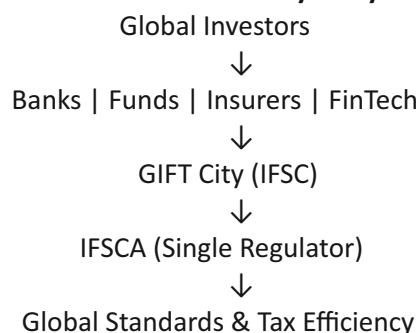 Global Investors
↓
Banks | Funds | Insurers | FinTech
↓
GIFT City (IFSC)
↓
IFSCA (Single Regulator)
↓
Global Standards & Tax Efficiency